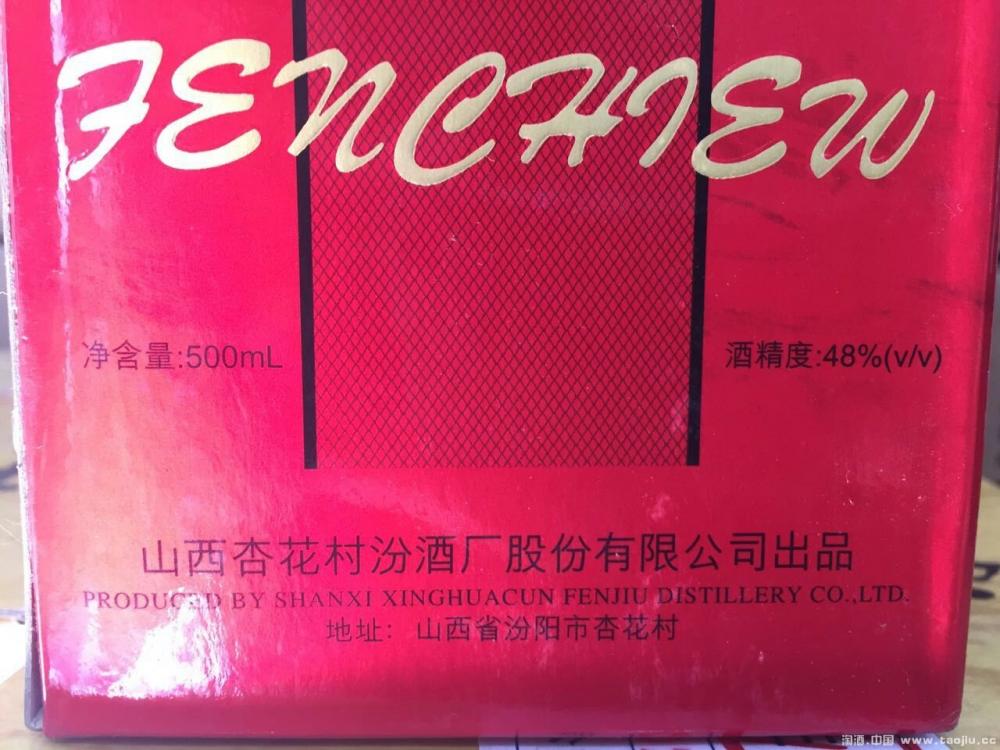 FENCHIEW
净含量:500mL
酒精度:48%(v/v)
山西杏花村汾酒厂股份有限公司出品
PRODUCED BY SHANXI XINGHUACUN FENJIU DISTILLERY CO.,LTD.
地址: 山西省汾阳市杏花村
淘酒.中国 www.taojiu.cc